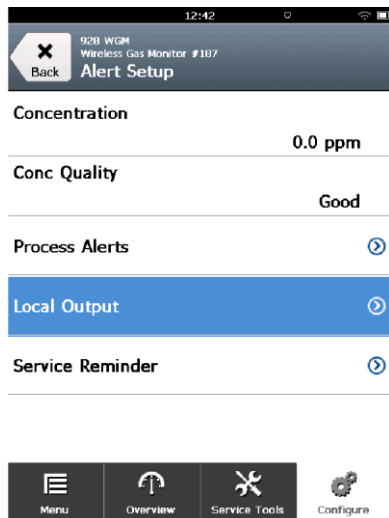 12:42
928 WGM
Wireless Gas Monitor #187
Back
Alert Setup
Concentration
0.0 ppm
Conc Quality
Good
Process Alerts
Local Output
Service Reminder
Menu
Overview
Service Tools
Configure